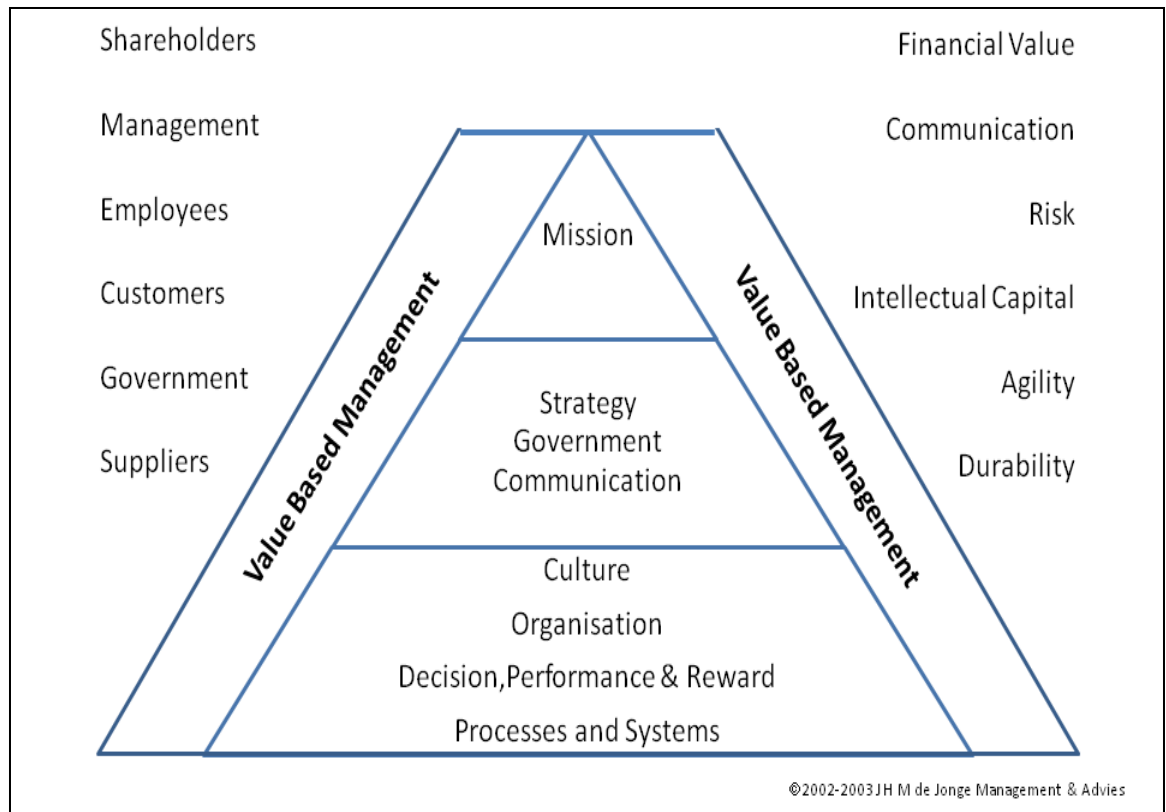 Shareholders
Management
Employees
Customers
Government
Suppliers
Value Based Management
Mission
Strategy
Government
Communication
Culture
Organisation
Decision,Performance & Reward
Processes and Systems
Value Based Management
Financial Value
Communication
Risk
Intellectual Capital
Agility
Durability
©2002-2003 JH M de Jonge Management & Advies